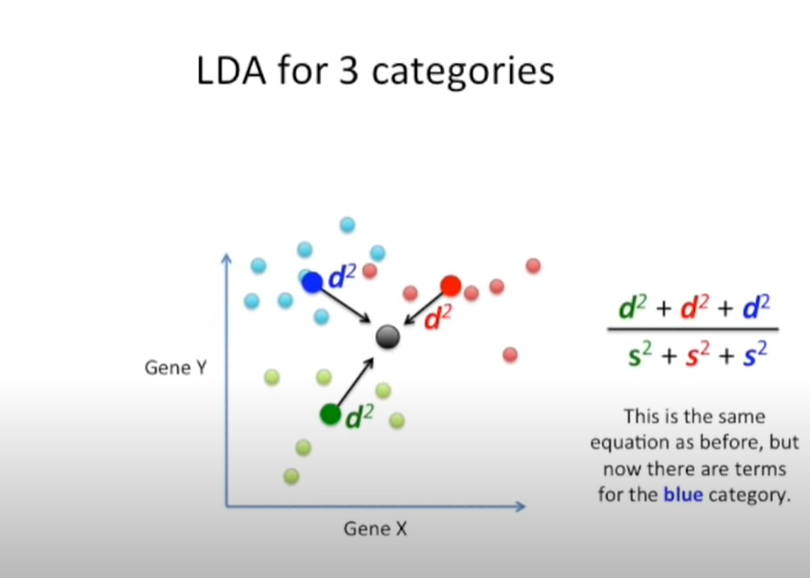 LDA for 3 categories
d²
d²
Gene Y
d²
Gene X
d² + d² + d²
s² + s² + s²
This is the same
equation as before, but
now there are terms
for the blue category.